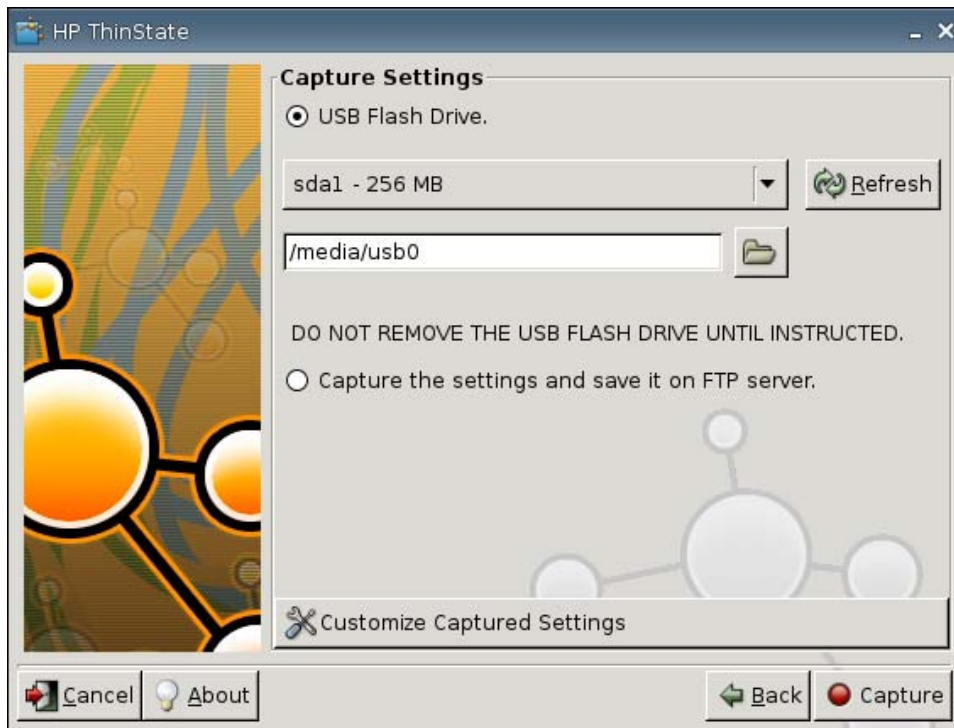 HP ThinState
Capture Settings
USB Flash Drive.
sda1 - 256 MB
Refresh
/media/usb0
DO NOT REMOVE THE USB FLASH DRIVE UNTIL INSTRUCTED.
Capture the settings and save it on FTP server.
Customize Captured Settings
Cancel
About
Back
Capture